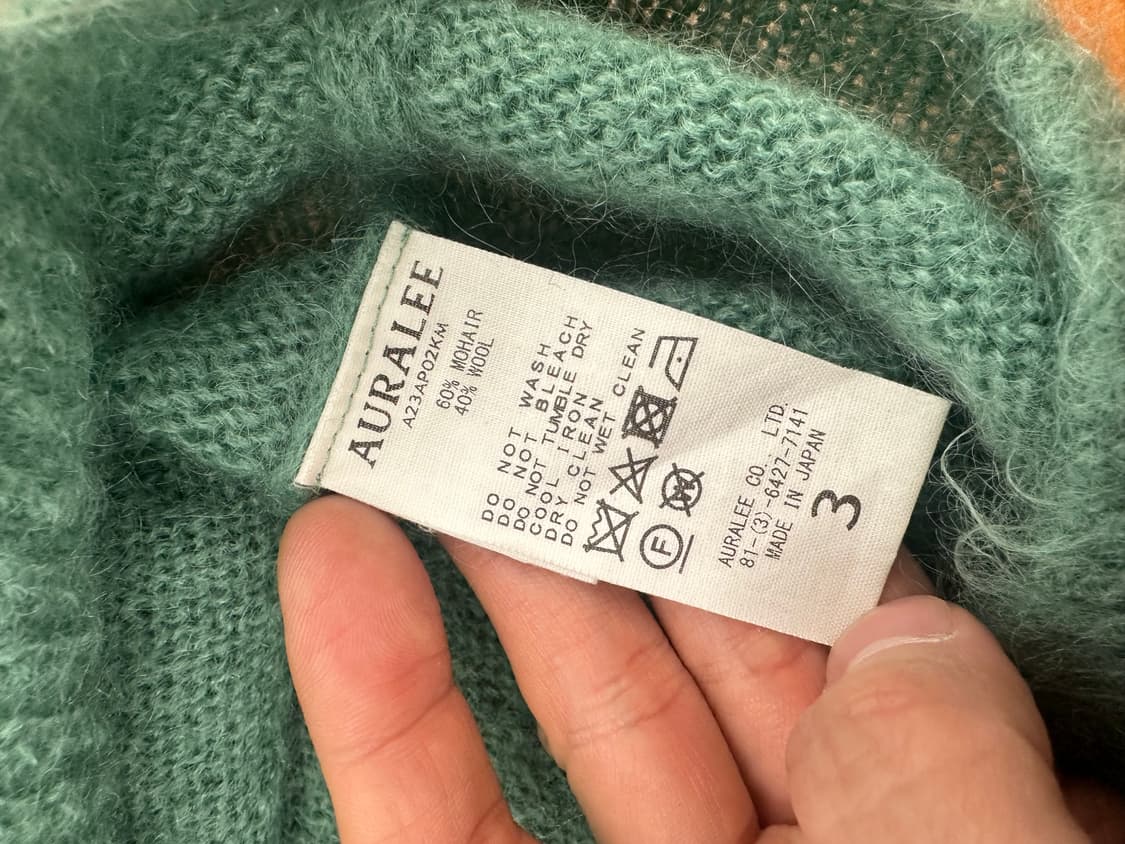 AURALEE
A23AP02KM
60% MOHAIR
40% WOOL
DO NOT WASH
DO NOT BLEACH
DO NOT TUMBLE DRY
COOL IRON
DRY CLEAN
DO NOT WET CLEAN
F
W
AURALEE CO., LTD.
81-(3)-6427-7141
MADE IN JAPAN
3